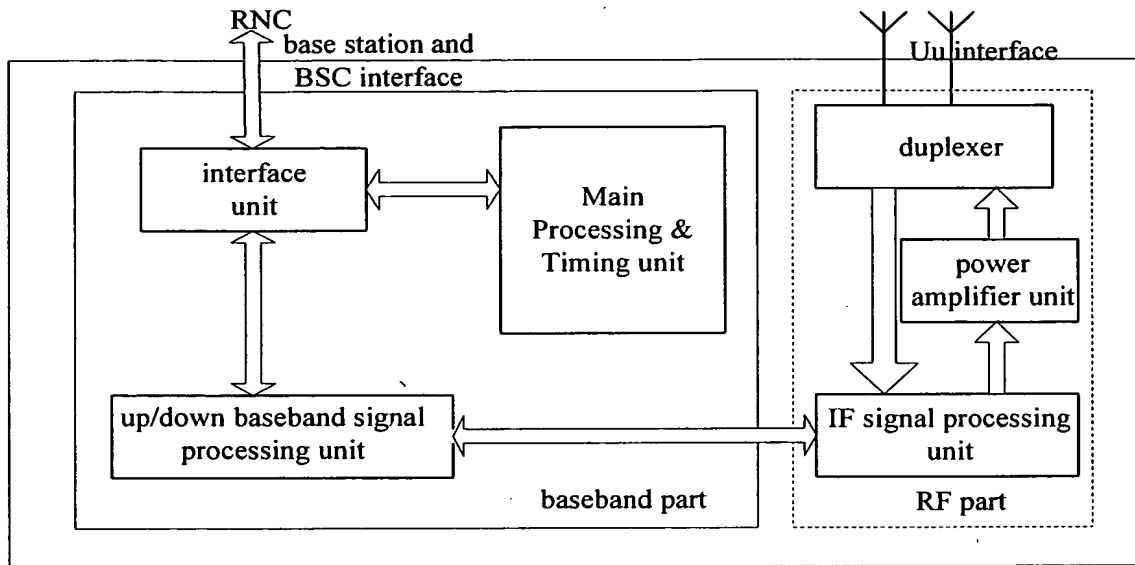 RNC
base station and
BSC interface
Uu interface
interface
unit
Main
Processing &
Timing unit
duplexer
power
amplifier unit
up/down baseband signal
processing unit
IF signal processing
unit
baseband part
RF part